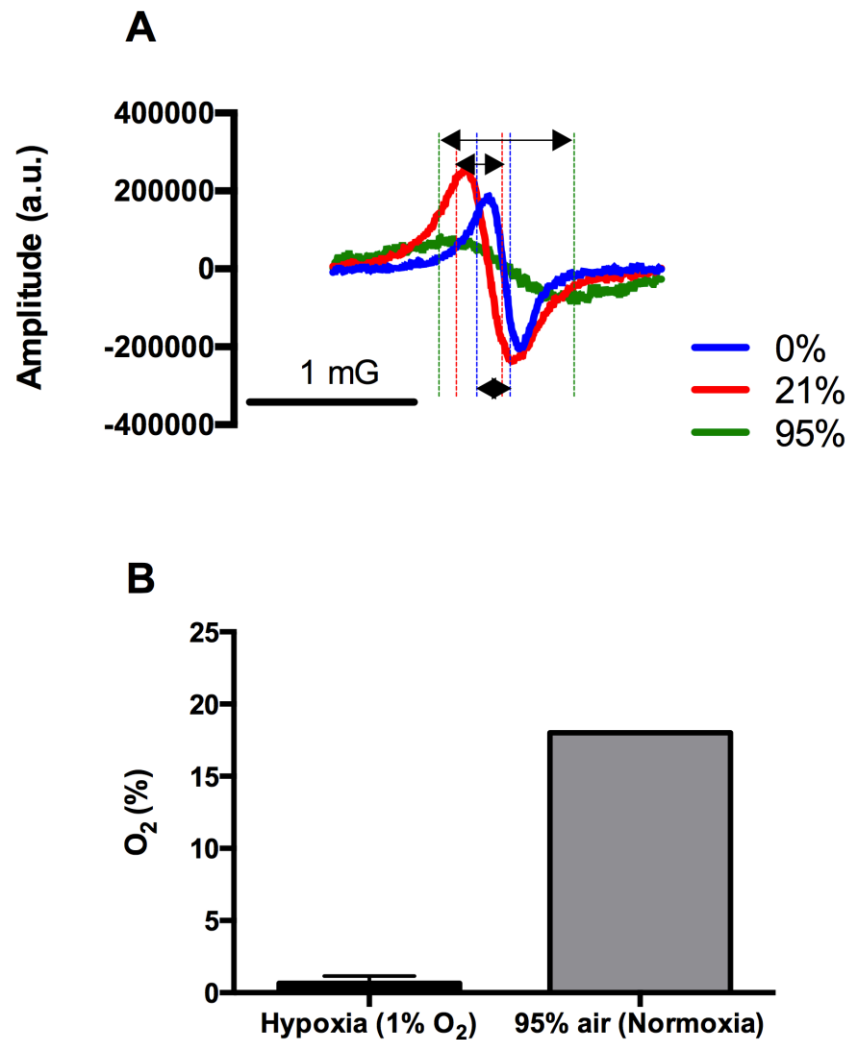 A
Amplitude (a.u.)
400000
200000
0
-200000
-400000
1 mG
0%
21%
95%
B
O₂ (%)
25
20
15
10
5
0
Hypoxia (1% O₂)
95% air (Normoxia)